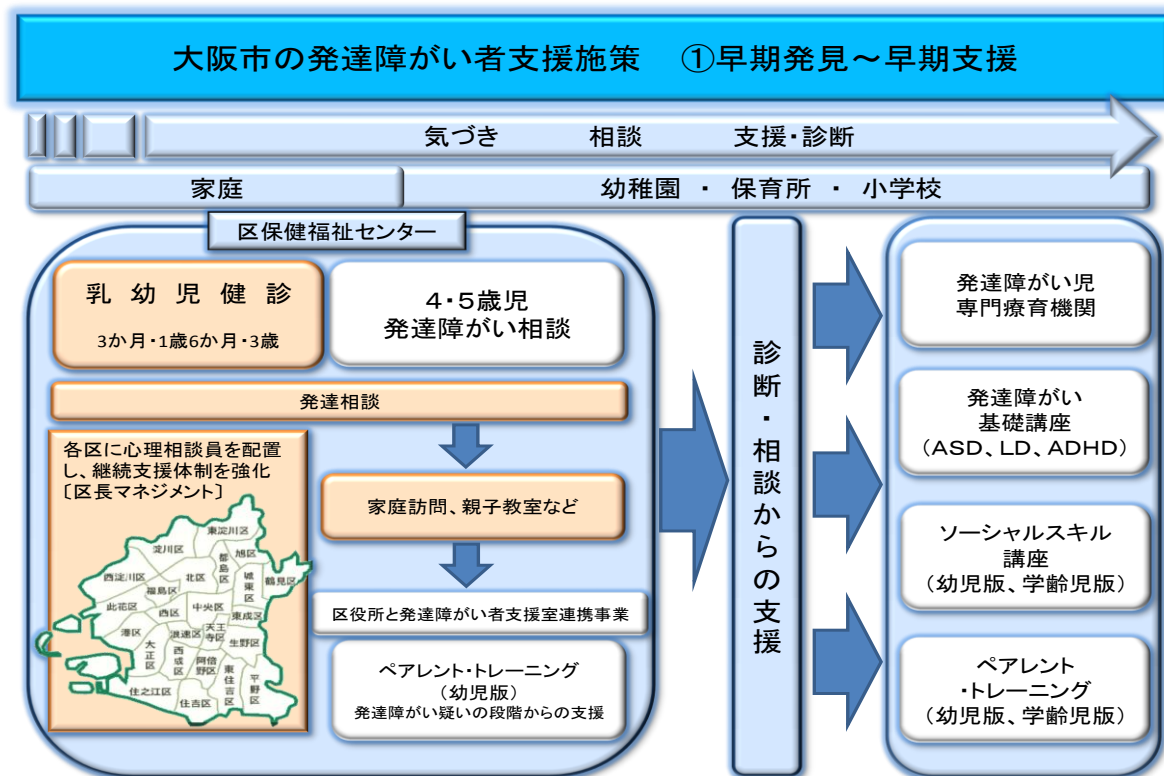 大阪市の発達障がい者支援施策　①早期発見～早期支援
気づき　相談　支援・診断
家庭
幼稚園 ・ 保育所 ・ 小学校
区保健福祉センター
乳 幼 児 健 診
3か月・1歳6か月・3歳
4・5歳児
発達障がい相談
発達相談
各区に心理相談員を配置
し、継続支援体制を強化
〔区長マネジメント〕
東淀川区
淀川区
旭区
都島区
西淀川区
北区
城東区
鶴見区
福島区
此花区
中央区
西区
東成区
天王寺区
港区
浪速区
生野区
大正区
西成区
阿倍野区
東住吉区
平野区
住之江区
住吉区
家庭訪問、親子教室など
区役所と発達障がい者支援室連携事業
ペアレント・トレーニング
（幼児版）
発達障がい疑いの段階からの支援
診断・相談からの支援
発達障がい児
専門療育機関
発達障がい
基礎講座
（ASD、LD、ADHD）
ソーシャルスキル
講座
（幼児版、学齢児版）
ペアレント
・トレーニング
（幼児版、学齢児版）